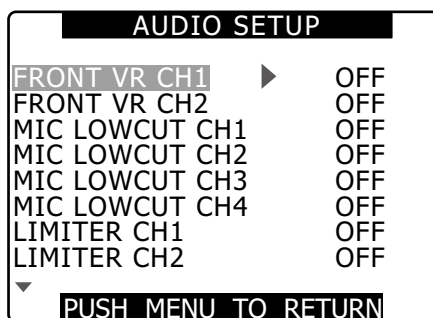 AUDIO SETUP
FRONT VR CH1 ▶ OFF
FRONT VR CH2 OFF
MIC LOWCUT CH1 OFF
MIC LOWCUT CH2 OFF
MIC LOWCUT CH3 OFF
MIC LOWCUT CH4 OFF
LIMITER CH1 OFF
LIMITER CH2 OFF
PUSH MENU TO RETURN